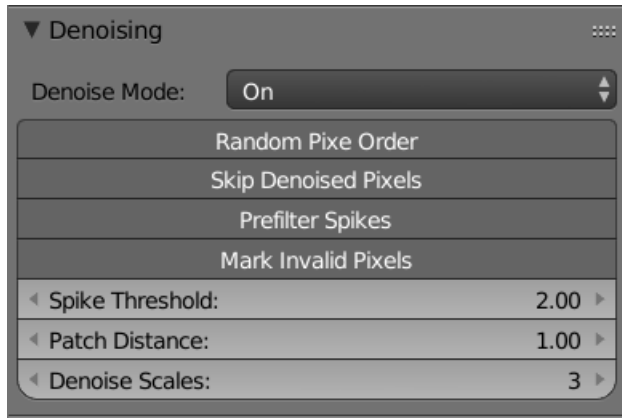 Denoising
Denoise Mode: On
Random Pixe Order
Skip Denoised Pixels
Prefilter Spikes
Mark Invalid Pixels
Spike Threshold: 2.00
Patch Distance: 1.00
Denoise Scales: 3